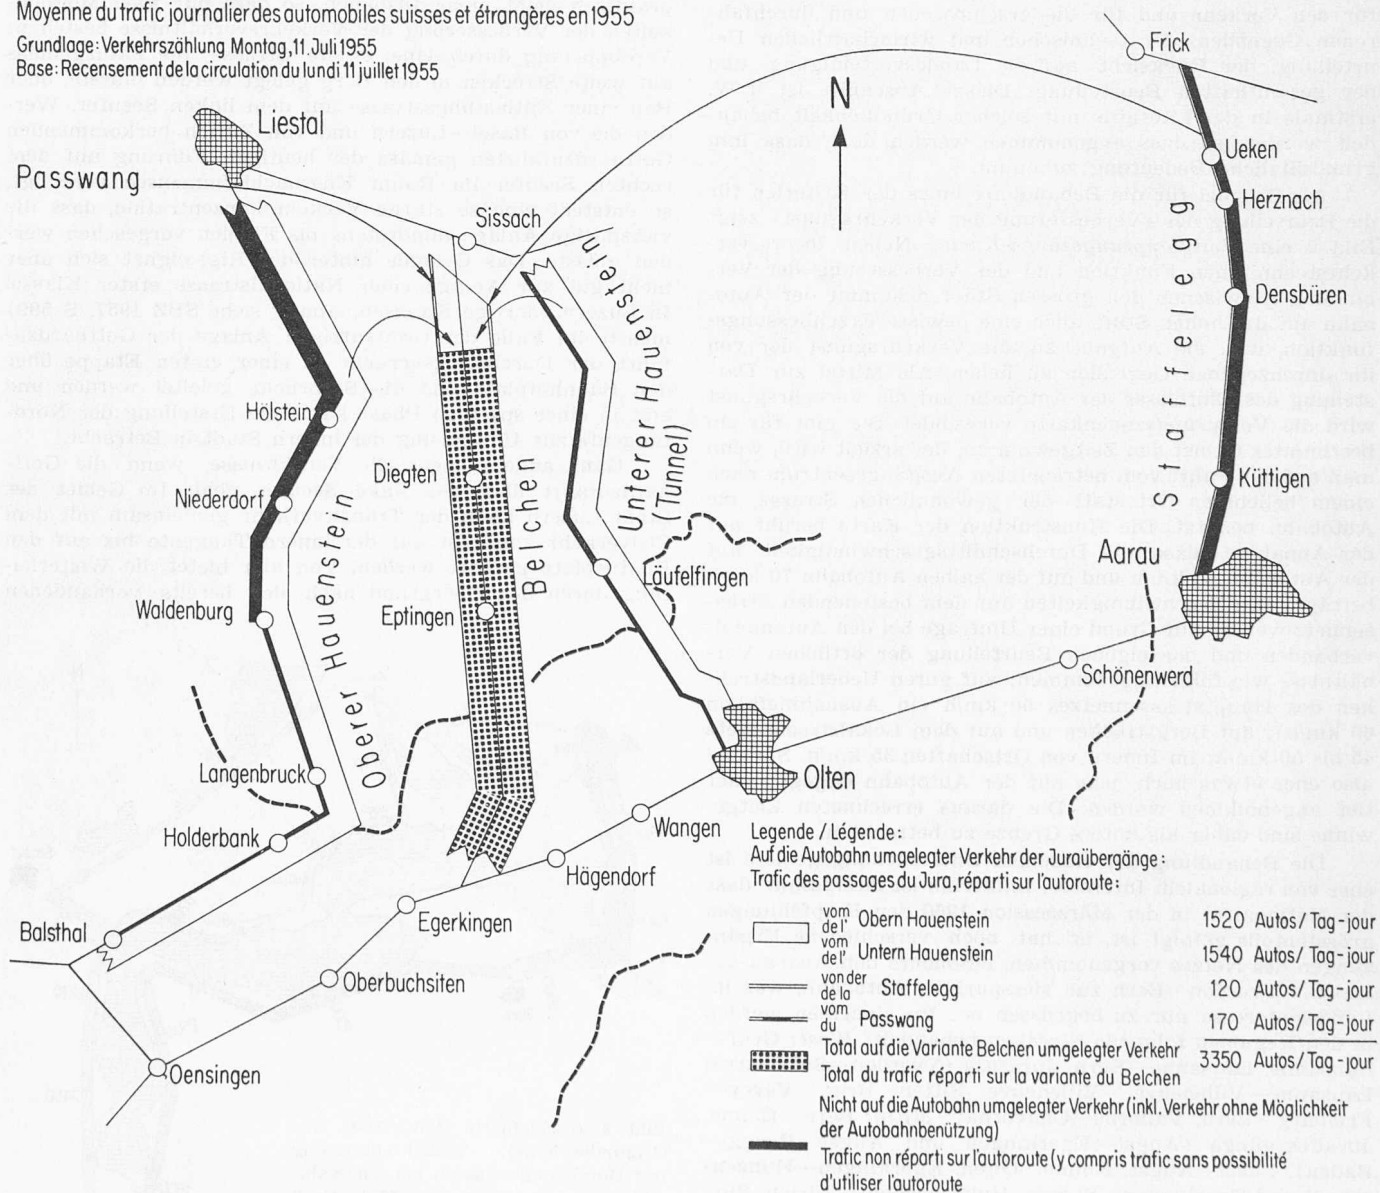 Moyenne du trafic journalier des automobiles suisses et étrangères en 1955
Grundlage: Verkehrszählung Montag, 11. Juli 1955
Base: Recensement de la circulation du lundi 11 juillet 1955
Frick
N
Liestal
Ueken
Passwang
Herznach
Sissach
Densbüren
Unterer Hauenstein
Staffelegg
Hölstein
Tunnel
Diegten
Belchen
Küttigen
Niederdorf
Aarau
Läufelfingen
Oberer Hauenstein
Waldenburg
Eptingen
Schönenwerd
Langenbruck
Olten
Holderbank
Wangen
Hägendorf
Egerkingen
Balsthal
Oberbuchsiten
Oensingen
Legende / Légende:
Auf die Autobahn umgelegter Verkehr der Juraübergänge:
Trafic des passages du Jura, réparti sur l'autoroute:
vom
de l' Obern Hauenstein 1520 Autos / Tag-jour
vom
de l' Untern Hauenstein 1540 Autos / Tag-jour
von der
de la Staffelegg 120 Autos / Tag-jour
vom
du Passwang 170 Autos / Tag-jour
Total auf die Variante Belchen umgelegter Verkehr 3350 Autos / Tag-jour
Total du trafic réparti sur la variante du Belchen
Nicht auf die Autobahn umgelegter Verkehr (inkl. Verkehr ohne Möglichkeit
der Autobahnbenützung)
Trafic non réparti sur l'autoroute (y compris trafic sans possibilité
d'utiliser l'autoroute